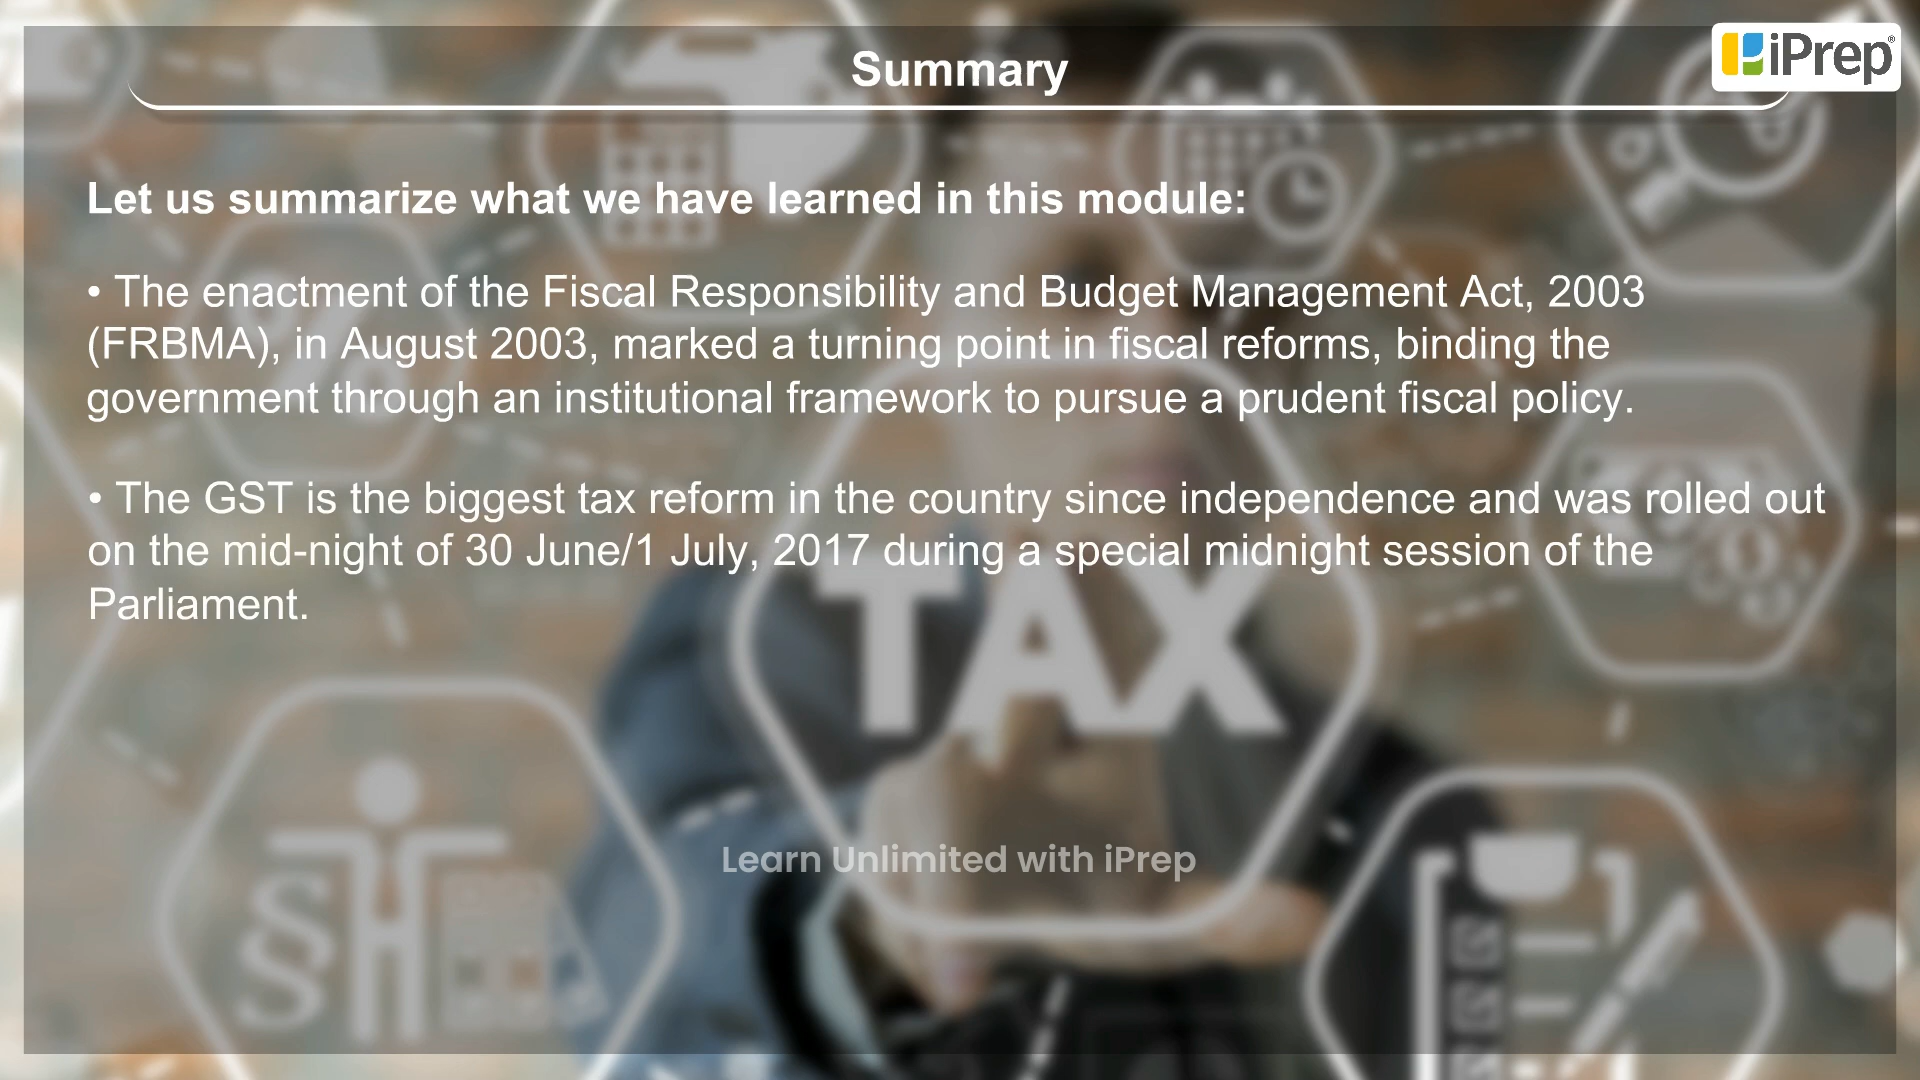 Summary
iPrep®
Let us summarize what we have learned in this module:
• The enactment of the Fiscal Responsibility and Budget Management Act, 2003
(FRBMA), in August 2003, marked a turning point in fiscal reforms, binding the
government through an institutional framework to pursue a prudent fiscal policy.
• The GST is the biggest tax reform in the country since independence and was rolled out
on the mid-night of 30 June/1 July, 2017 during a special midnight session of the
Parliament.
TAX
Learn Unlimited with iPrep
§